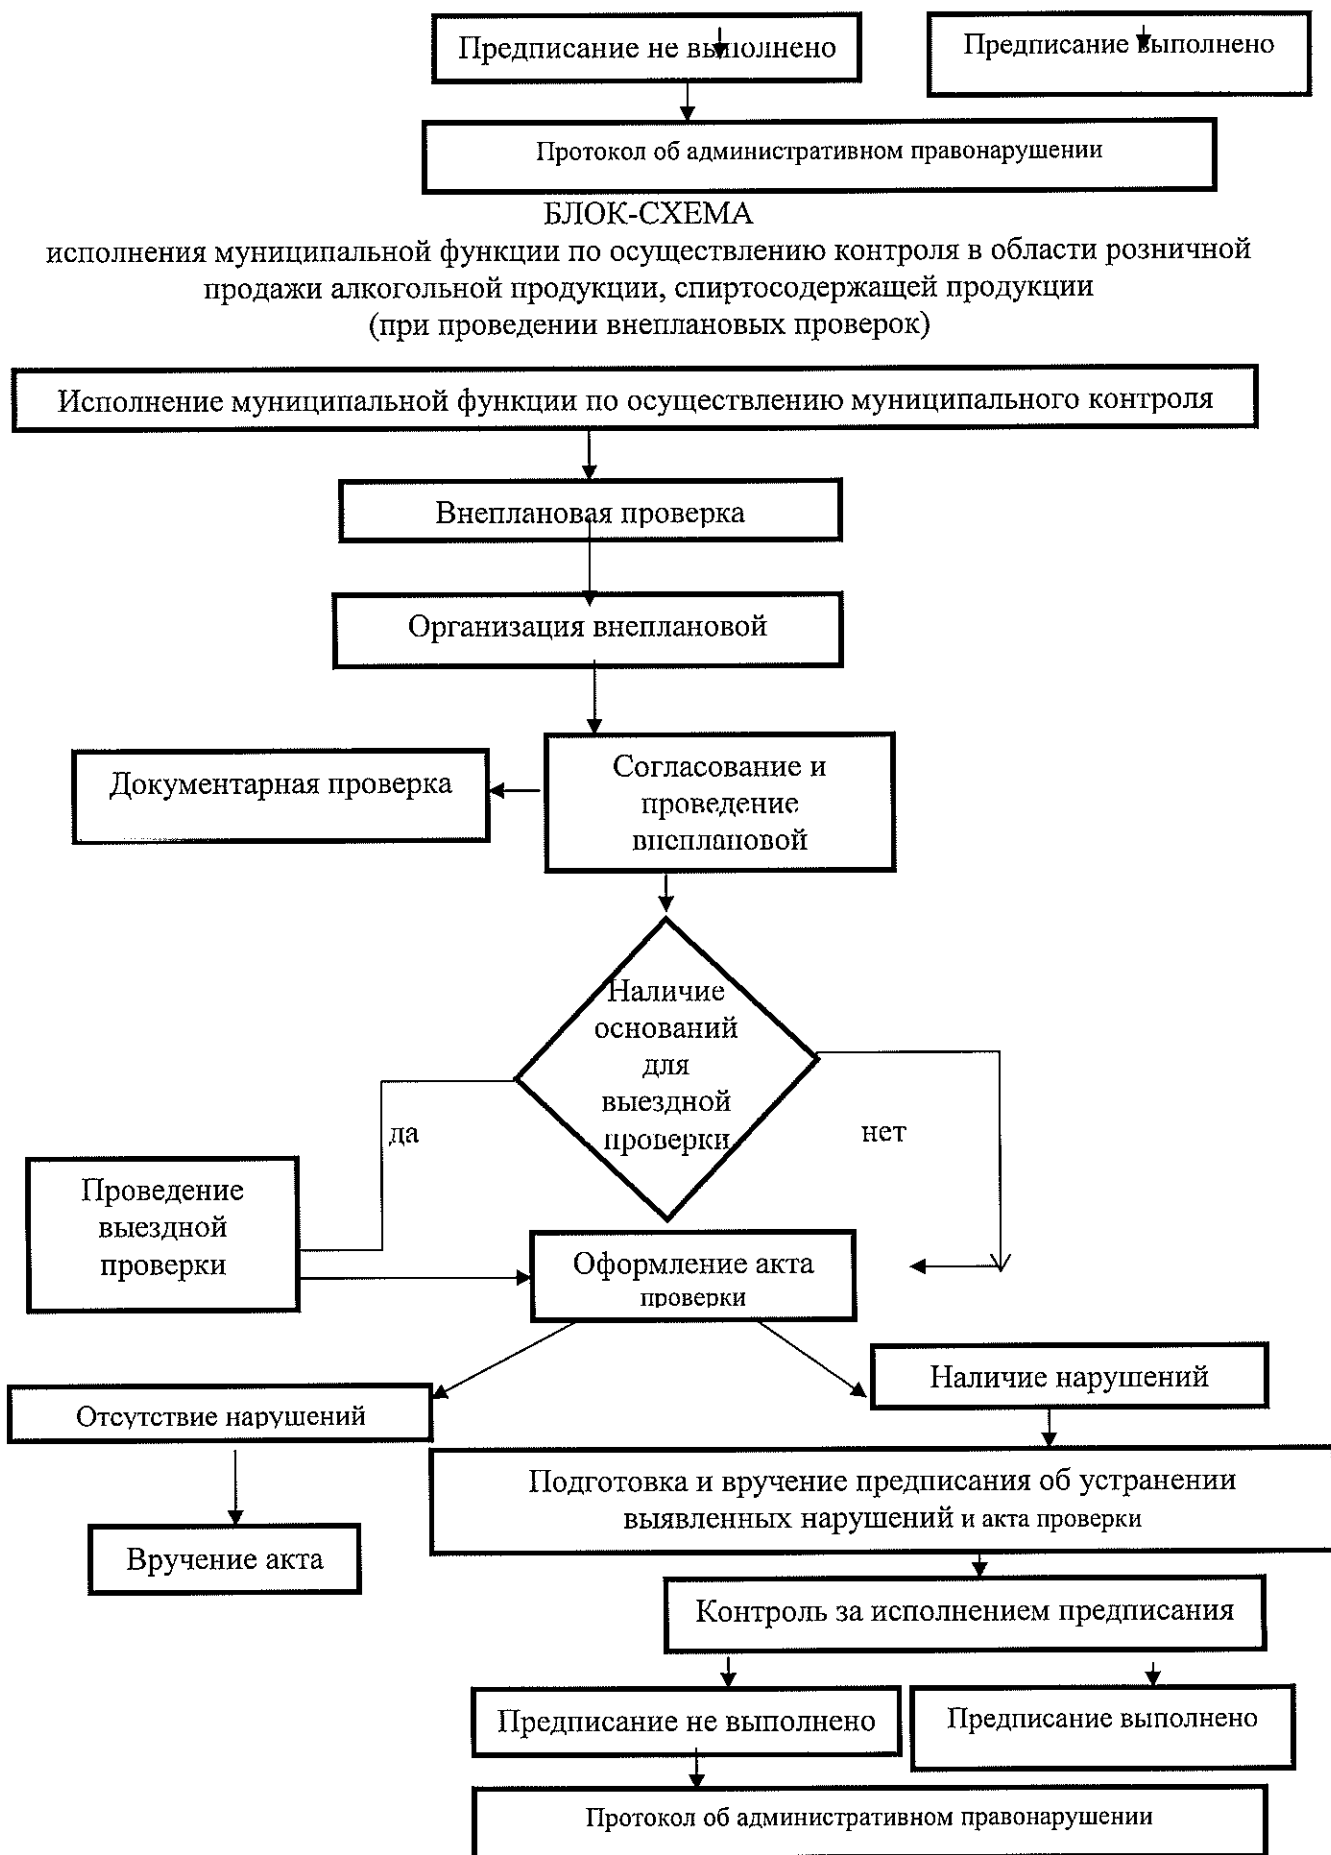 Предписание не выполнено
Предписание выполнено
Протокол об административном правонарушении
БЛОК-СХЕМА
исполнения муниципальной функции по осуществлению контроля в области розничной
продажи алкогольной продукции, спиртосодержащей продукции
(при проведении внеплановых проверок)
Исполнение муниципальной функции по осуществлению муниципального контроля
Внеплановая проверка
Организация внеплановой
Документарная проверка
Согласование и
проведение
внеплановой
Наличие
оснований
для
выездной
проверки
да
нет
Проведение
выездной
проверки
Оформление акта
проверки
Наличие нарушений
Отсутствие нарушений
Подготовка и вручение предписания об устранении
выявленных нарушений и акта проверки
Вручение акта
Контроль за исполнением предписания
Предписание не выполнено
Предписание выполнено
Протокол об административном правонарушении